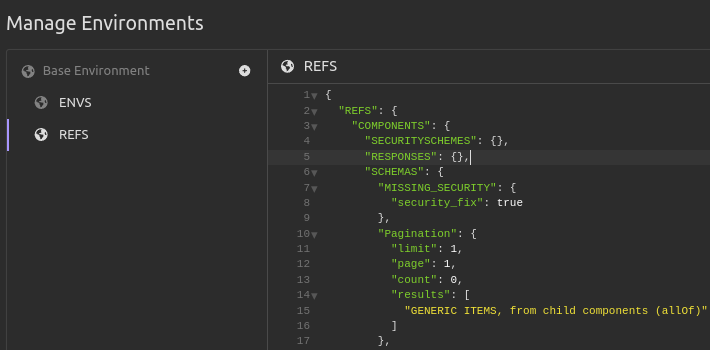 Manage Environments
Base Environment
ENVS
REFS
REFS
1 {
2 "REFS": {
3 "COMPONENTS": {
4 "SECURITYSCHEMES": {},
5 "RESPONSES": {},
6 "SCHEMAS": {
7 "MISSING_SECURITY": {
8 "security_fix": true
9 },
10 "Pagination": {
11 "limit": 1,
12 "page": 1,
13 "count": 0,
14 "results": [
15 "GENERIC ITEMS, from child components (allOf)"
16 ]
17 },